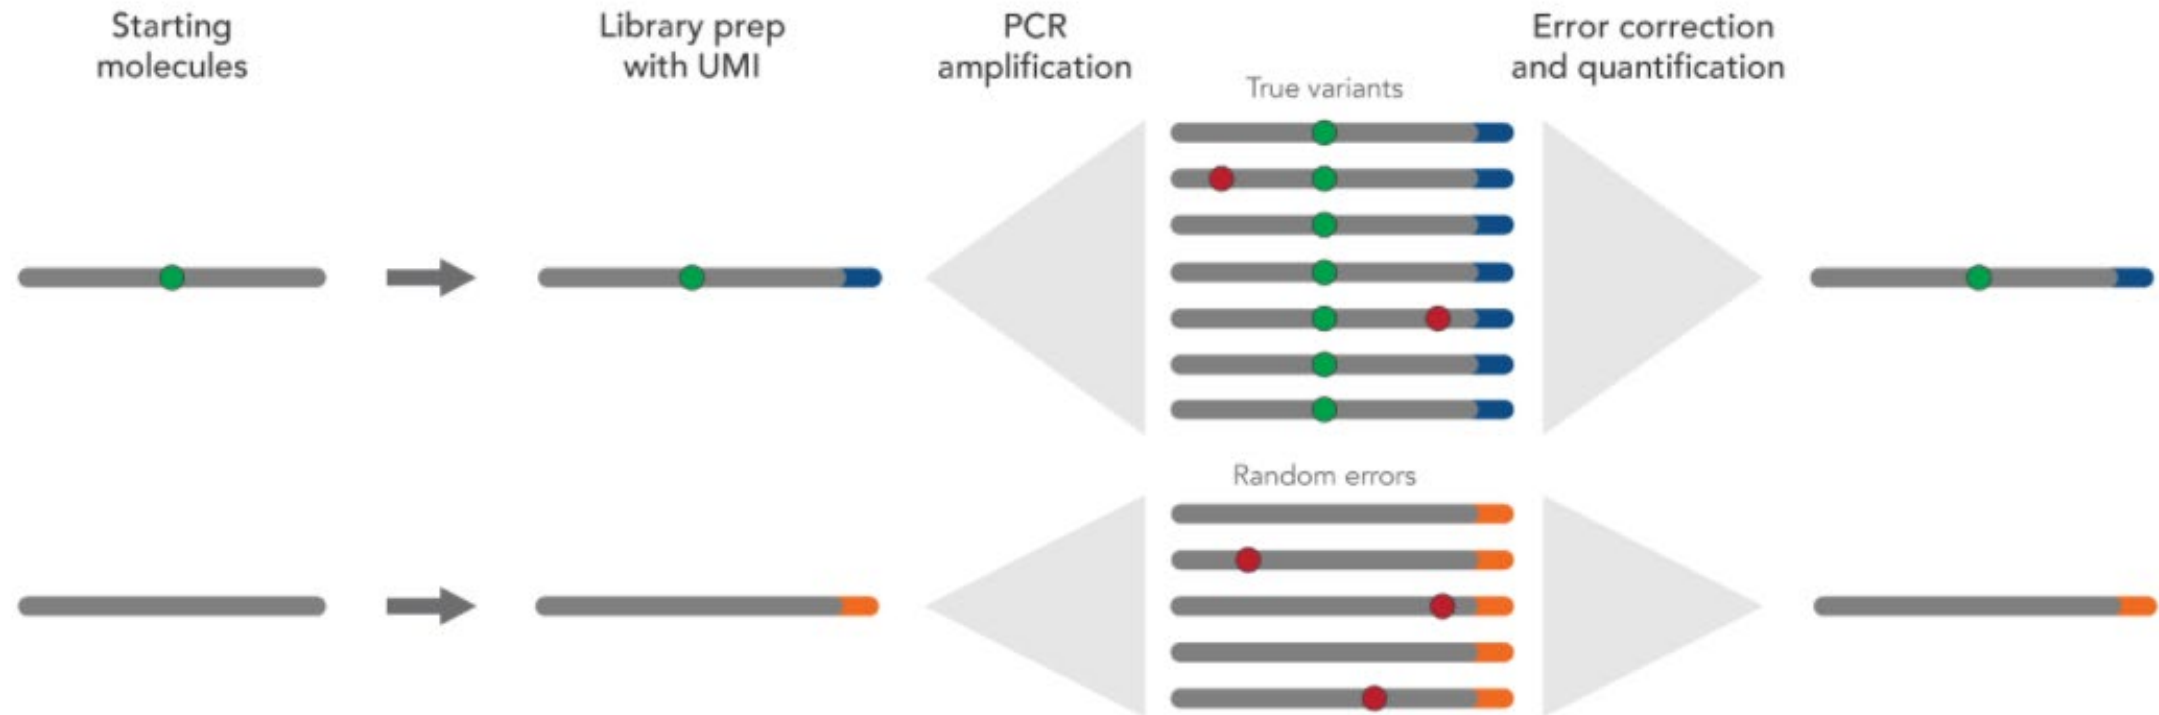 Starting
molecules
Library prep
with UMI
PCR
amplification
Error correction
and quantification
True variants
Random errors